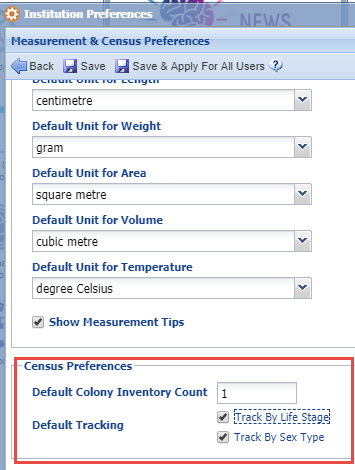 NEWS
Institution Preferences
Measurement & Census Preferences
Back Save Save & Apply For All Users ?
Default Unit for Length
centimetre
Default Unit for Weight
gram
Default Unit for Area
square metre
Default Unit for Volume
cubic metre
Default Unit for Temperature
degree Celsius
Show Measurement Tips
Census Preferences
Default Colony Inventory Count 1
Default Tracking Track By Life Stage
Track By Sex Type